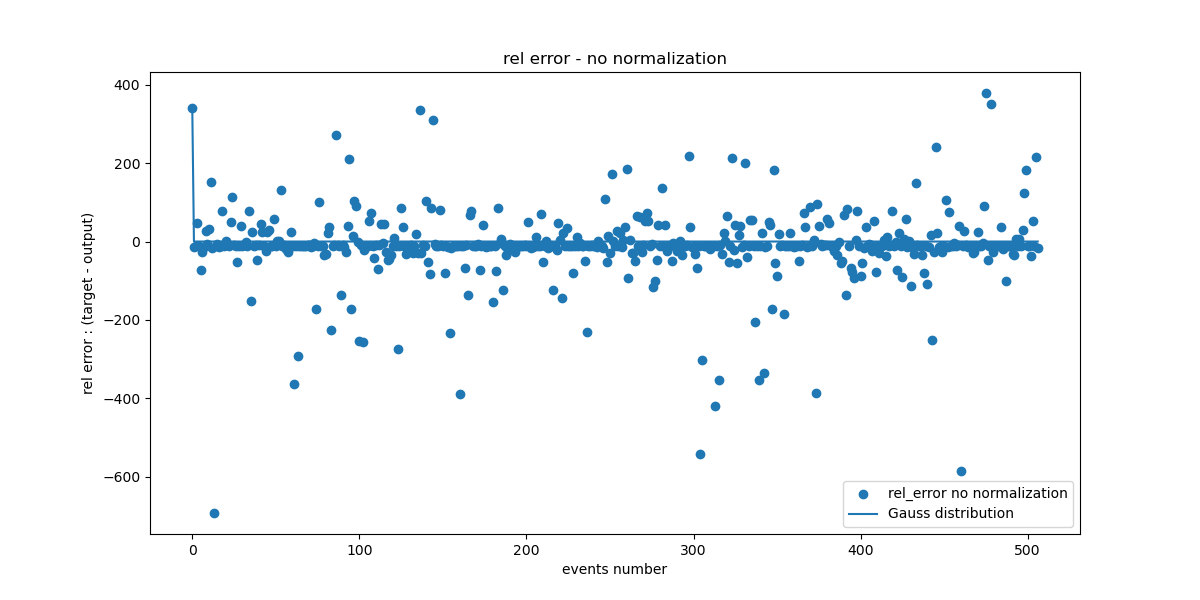 rel error - no normalization
400
200
0
−200
−400
−600
rel error : (target - output)
0 100 200 300 400 500
events number
rel_error no normalization
Gauss distribution